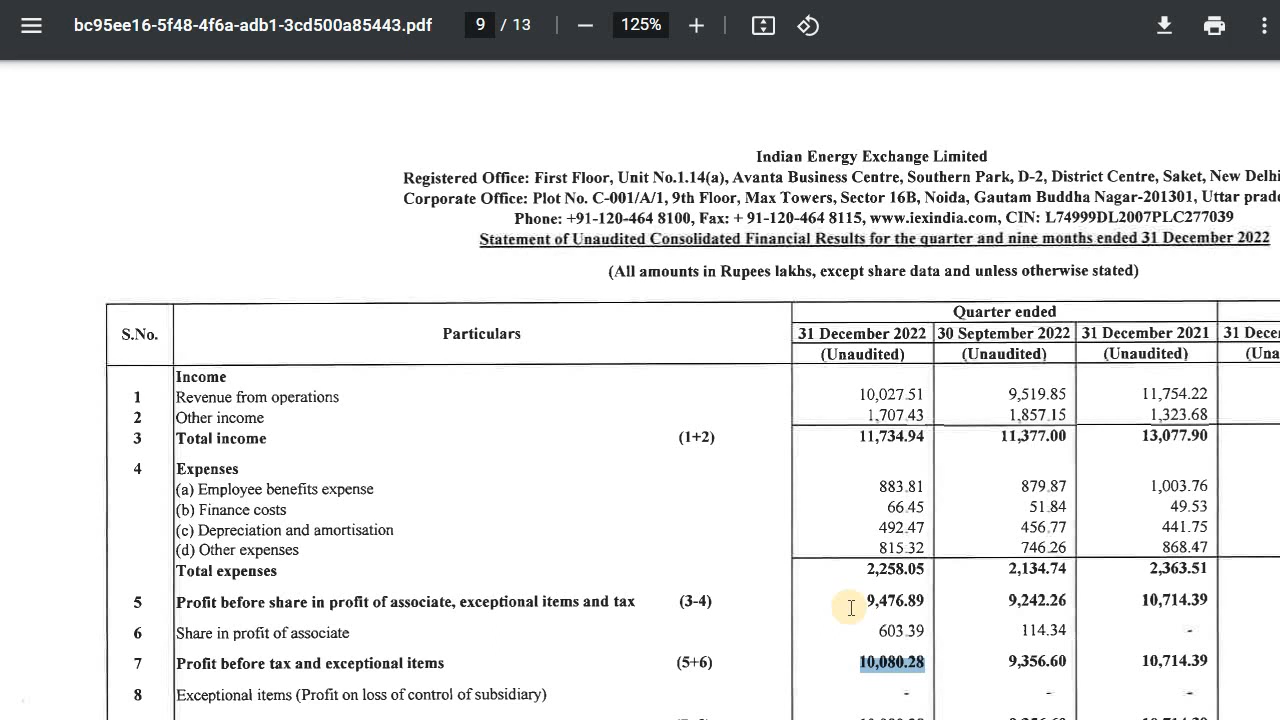 bc95ee16-5f48-4f6a-adb1-3cd500a85443.pdf 9 / 13 125%
Indian Energy Exchange Limited
Registered Office: First Floor, Unit No.1.14(a), Avanta Business Centre, Southern Park, D-2, District Centre, Saket, New Delhi
Corporate Office: Plot No. C-001/A/1, 9th Floor, Max Towers, Sector 16B, Noida, Gautam Buddha Nagar-201301, Uttar prade
Phone: +91-120-464 8100, Fax: + 91-120-464 8115, www.iexindia.com, CIN: L74999DL2007PLC277039
Statement of Unaudited Consolidated Financial Results for the quarter and nine months ended 31 December 2022
(All amounts in Rupees lakhs, except share data and unless otherwise stated)
Quarter ended
S.No. Particulars 31 December 2022 30 September 2022 31 December 2021 31 Dece
(Unaudited) (Unaudited) (Unaudited) (Una
Income
1 Revenue from operations 10,027.51 9,519.85 11,754.22
2 Other income 1,707.43 1,857.15 1,323.68
3 Total income (1+2) 11,734.94 11,377.00 13,077.90
4 Expenses
(a) Employee benefits expense 883.81 879.87 1,003.76
(b) Finance costs 66.45 51.84 49.53
(c) Depreciation and amortisation 492.47 456.77 441.75
(d) Other expenses 815.32 746.26 868.47
Total expenses 2,258.05 2,134.74 2,363.51
5 Profit before share in profit of associate, exceptional items and tax (3-4) 9,476.89 9,242.26 10,714.39
6 Share in profit of associate 603.39 114.34 -
7 Profit before tax and exceptional items (5+6) 10,080.28 9,356.60 10,714.39
8 Exceptional items (Profit on loss of control of subsidiary) - - -